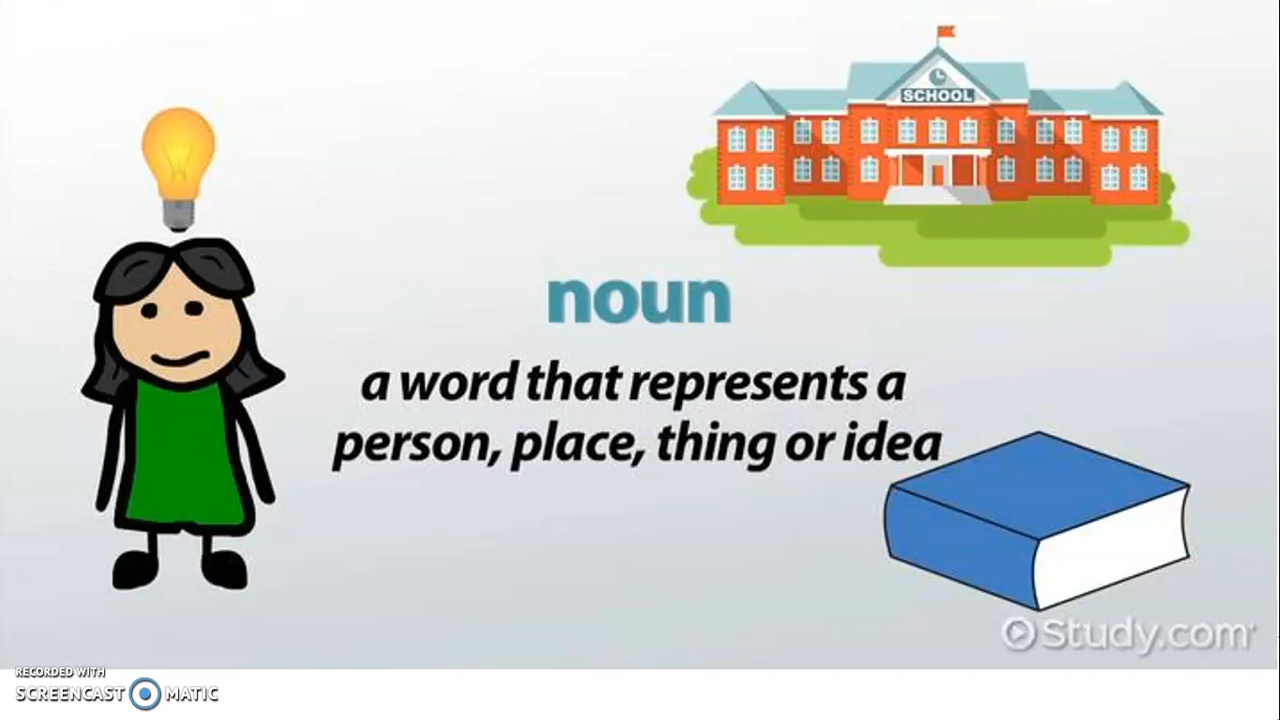 SCHOOL
noun
a word that represents a
person, place, thing or idea
Study.com
RECORDED WITH
SCREENCAST MATIC